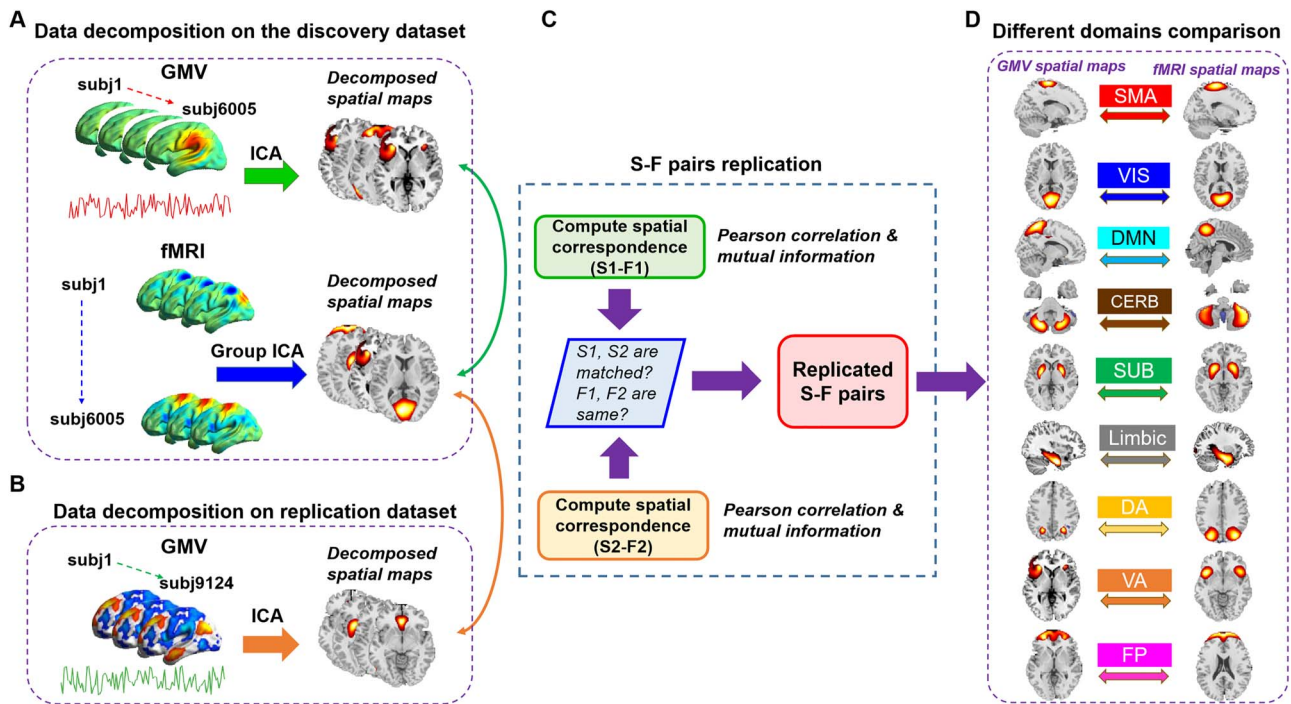 A
Data decomposition on the discovery dataset
GMV
subj1
subj6005
ICA
Decomposed
spatial maps
fMRI
subj1
Group ICA
subj6005
Decomposed
spatial maps
B
Data decomposition on replication dataset
GMV
subj1
subj9124
ICA
Decomposed
spatial maps
C
S-F pairs replication
Compute spatial
correspondence
(S1-F1)
Pearson correlation &
mutual information
S1, S2 are
matched?
F1, F2 are
same?
Replicated
S-F pairs
Compute spatial
correspondence
(S2-F2)
Pearson correlation &
mutual information
D
Different domains comparison
GMV spatial maps
fMRI spatial maps
SMA
VIS
DMN
CERB
SUB
Limbic
DA
VA
FP